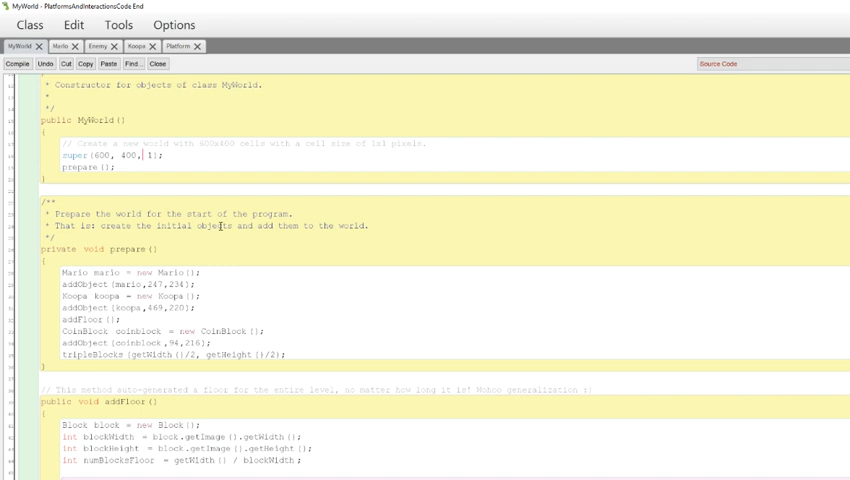 MyWorld - PlatformsAndInteractionsCode End
Class Edit Tools Options
MyWorld Mario Enemy Koopa Platform
Compile Undo Cut Copy Paste Find... Close
Source Code
* Constructor for objects of class MyWorld.
*
*/
public MyWorld()
{
// Create a new world with 600x400 cells with a cell size of 1x1 pixels.
super(600, 400, 1);
prepare();
}
/**
* Prepare the world for the start of the program.
* That is: create the initial objects and add them to the world.
*/
private void prepare()
{
Mario mario = new Mario();
addObject(mario,247,234);
Koopa koopa = new Koopa();
addObject(koopa,469,220);
addFloor();
CoinBlock coinblock = new CoinBlock();
addObject(coinblock,94,216);
tripleBlocks(getWidth()/2, getHeight()/2);
}
// This method auto-generated a floor for the entire level, no matter how long it is! Wohoo generalization :)
public void addFloor()
{
Block block = new Block();
int blockWidth = block.getImage().getWidth();
int blockHeight = block.getImage().getHeight();
int numBlocksFloor = getWidth() / blockWidth;